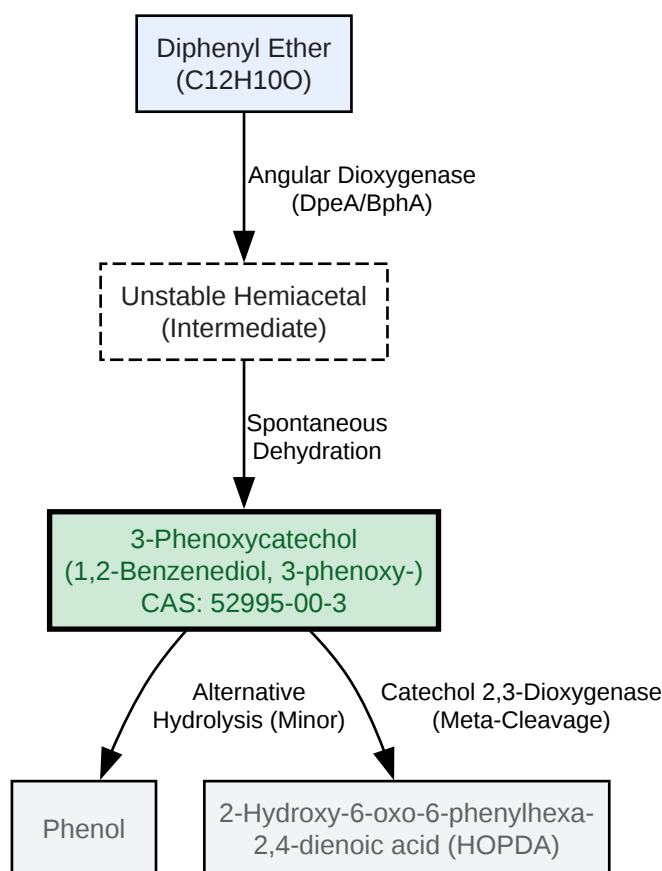 Diphenyl Ether
(C12H10O)
Angular Dioxygenase
(DpeA/BphA)
Unstable Hemiacetal
(Intermediate)
Spontaneous
Dehydration
3-Phenoxycatechol
(1,2-Benzenediol, 3-phenoxy-)
CAS: 52995-00-3
Alternative
Hydrolysis (Minor)
Catechol 2,3-Dioxygenase
(Meta-Cleavage)
Phenol
2-Hydroxy-6-oxo-6-phenylhexa-
2,4-dienoic acid (HOPDA)